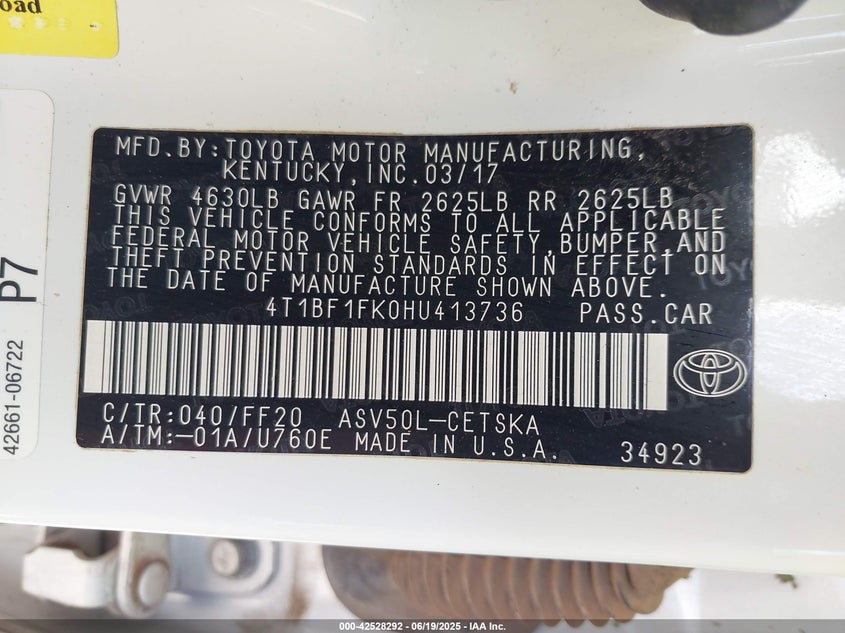 oad
P7
42661-06722
MFD.BY:TOYOTA MOTOR MANUFACTURING,
KENTUCKY,INC.03/17
GVWR 4630LB GAWR FR 2625LB RR 2625LB
THIS VEHICLE CONFORMS TO ALL APPLICABLE
FEDERAL MOTOR VEHICLE SAFETY,BUMPER,AND
THEFT PREVENTION STANDARDS IN EFFECT ON
THE DATE OF MANUFACTURE SHOWN ABOVE.
4T1BF1FK0HU413736 PASS.CAR
C/TR:040/FF20 ASV50L-CETSKA
A/TM:-01A/U760E MADE IN U.S.A.
34923
000-42528292 - 06/19/2025 - IAA Inc.